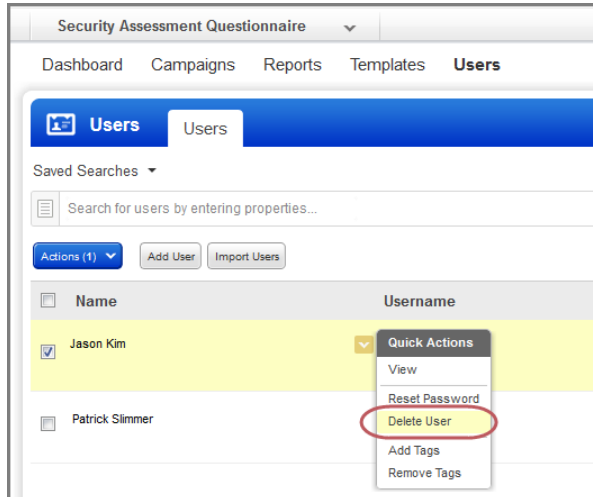 Security Assessment Questionnaire
Dashboard Campaigns Reports Templates Users
Users Users
Saved Searches
Search for users by entering properties...
Actions (1) Add User Import Users
Name Username
Jason Kim
Quick Actions
View
Reset Password
Delete User
Patrick Slimmer
Add Tags
Remove Tags